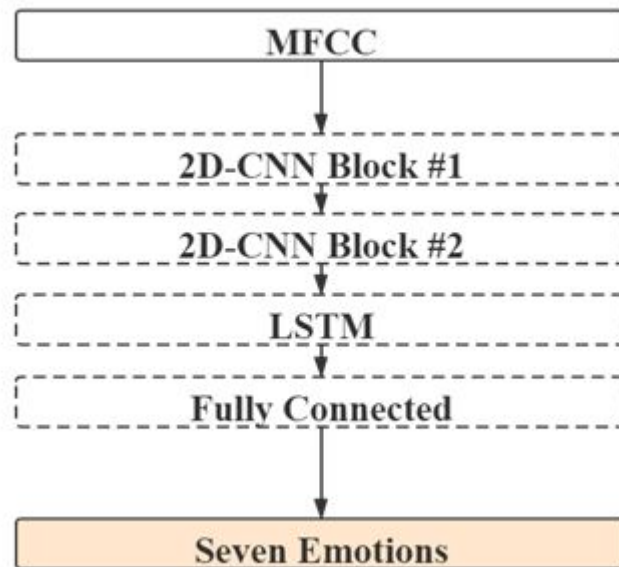 MFCC
2D-CNN Block #1
2D-CNN Block #2
LSTM
Fully Connected
Seven Emotions